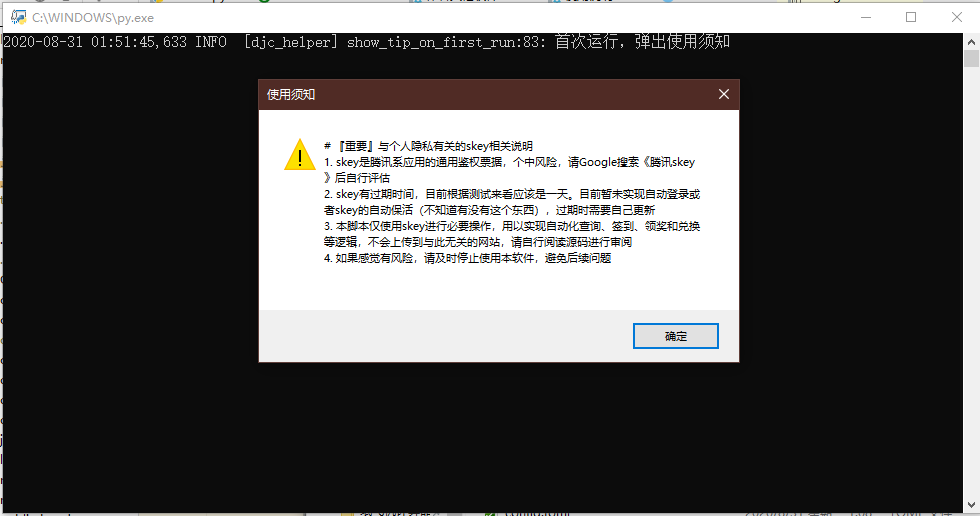 C:\WINDOWS\py.exe
2020-08-31 01:51:45,633 INFO [djc_helper] show_tip_on_first_run:83: 首次运行，弹出使用须知
使用须知
# 『重要』与个人隐私有关的skey相关说明
1. skey是腾讯系应用的通用鉴权票据，个中风险，请Google搜索《腾讯skey
》后自行评估
2. skey有过期时间，目前根据测试来看应该是一天。目前暂未实现自动登录或
者skey的自动保活（不知道有没有这个东西），过期时需要自己更新
3. 本脚本仅使用skey进行必要操作，用以实现自动化查询、签到、领奖和兑换
等逻辑，不会上传到与此无关的网站，请自行阅读源码进行审阅
4. 如果感觉有风险，请及时停止使用本软件，避免后续问题
确定